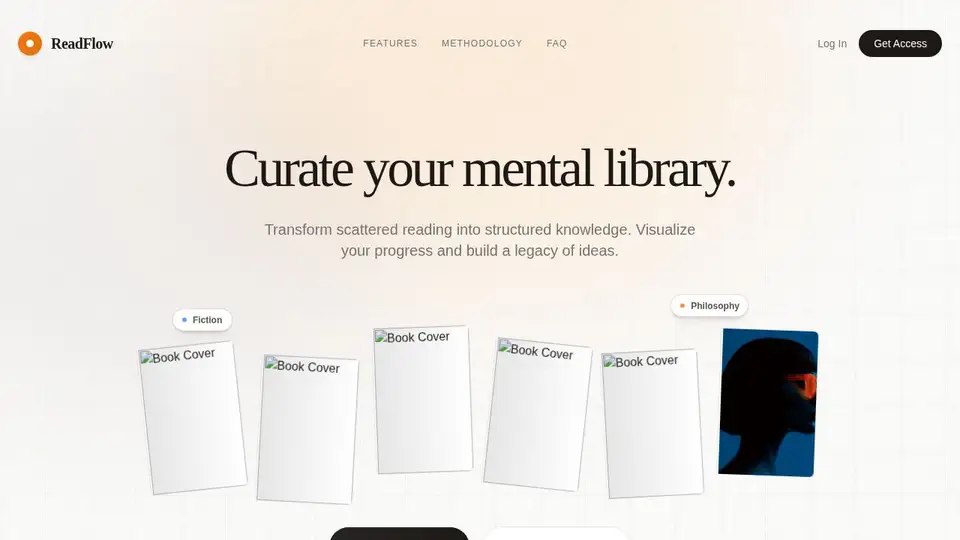 ReadFlow
FEATURES
METHODOLOGY
FAQ
Log In
Get Access
Curate your mental library.
Transform scattered reading into structured knowledge. Visualize
your progress and build a legacy of ideas.
Fiction
Philosophy
Book Cover
Book Cover
Book Cover
Book Cover
Book Cover